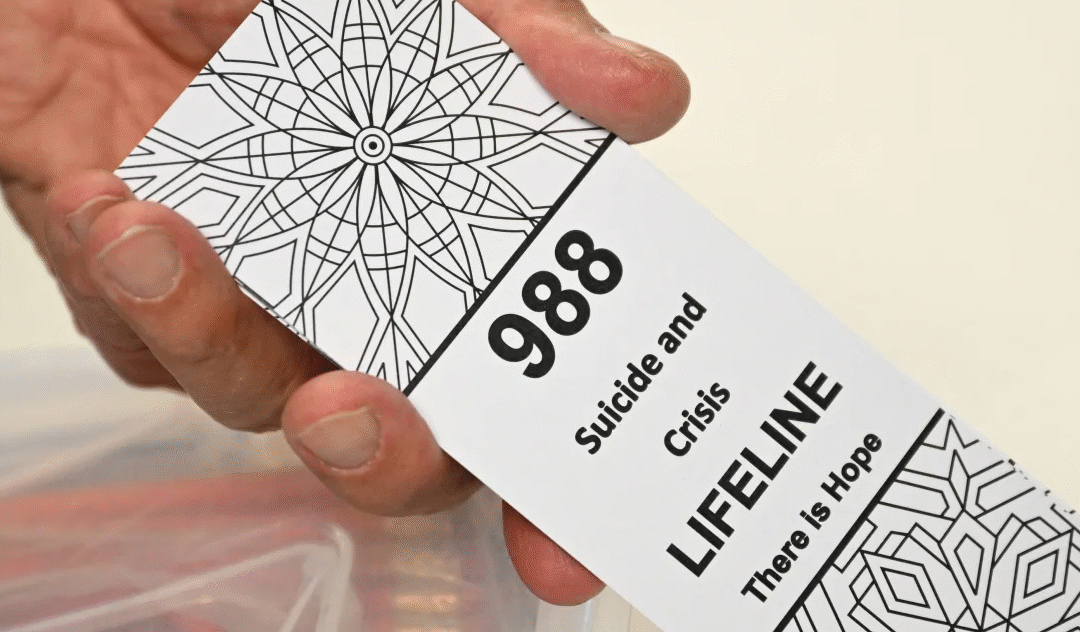 988
Suicide and
Crisis
LIFELINE
There is Hope